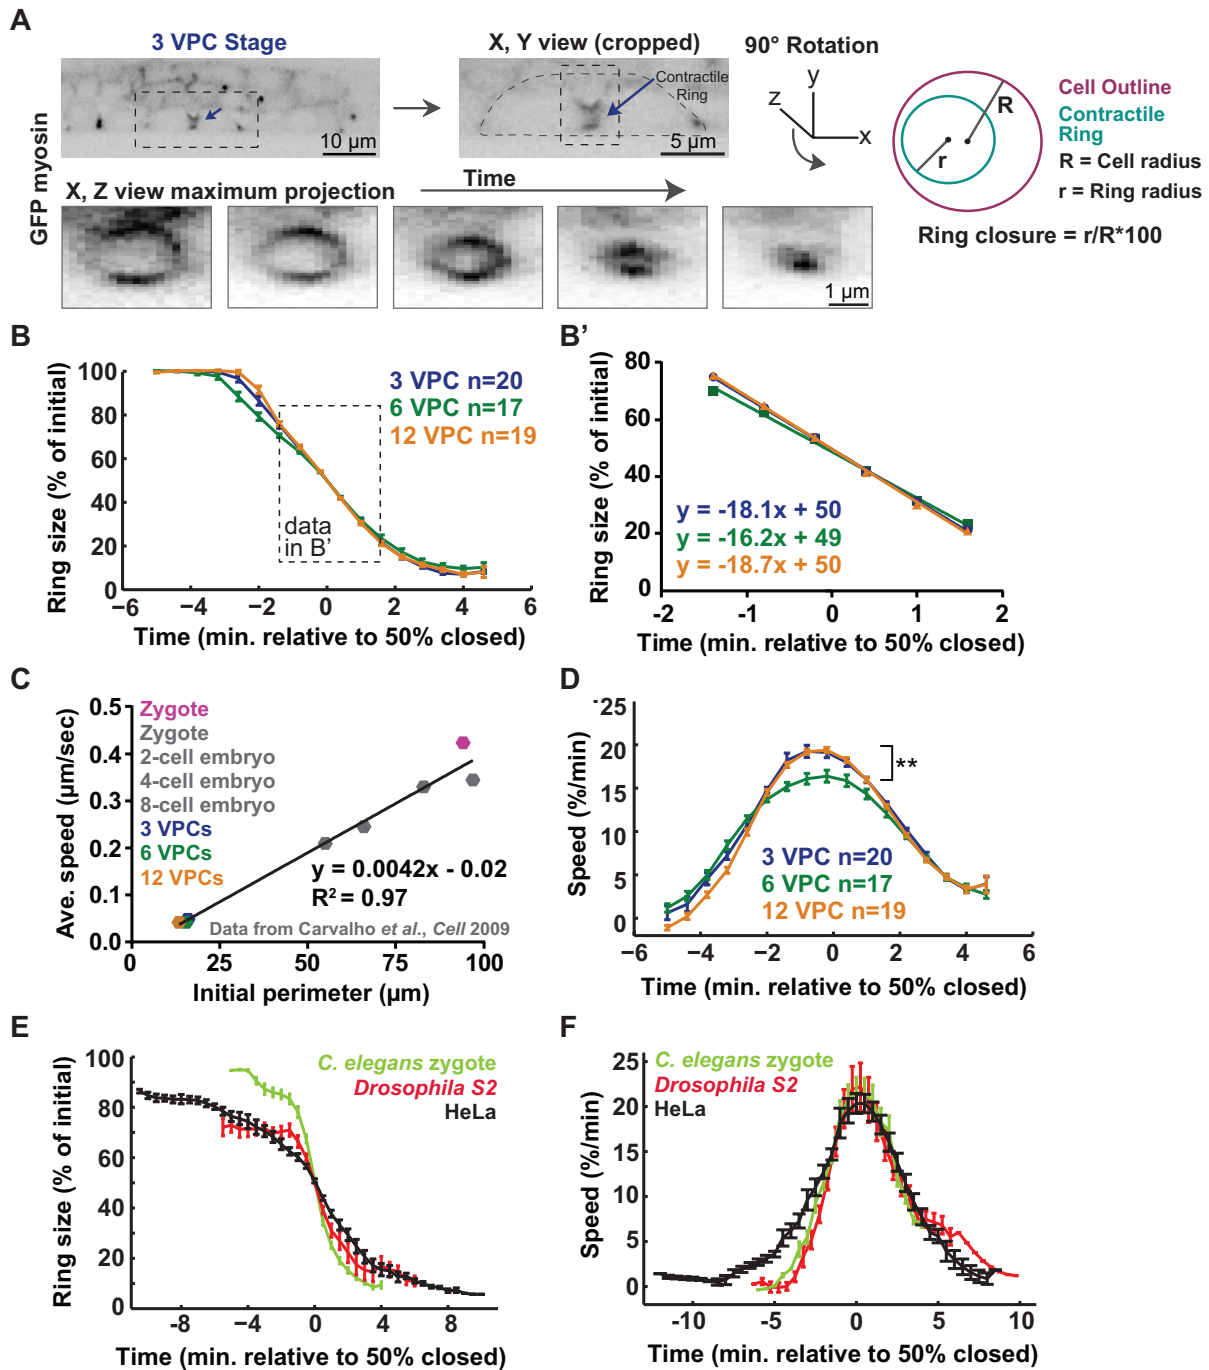 A
3 VPC Stage
X, Y view (cropped)
90° Rotation
GFP myosin
Contractile
Ring
10 µm
5 µm
y
z
x
R
r
Cell Outline
Contractile
Ring
R = Cell radius
r = Ring radius
Ring closure = r/R*100
X, Z view maximum projection
Time
1 µm
B
Ring size (% of initial)
100
80
60
40
20
0
3 VPC n=20
6 VPC n=17
12 VPC n=19
data
in B’
−6 −4 −2 0 2 4 6
Time (min. relative to 50% closed)
B’
Ring size (% of initial)
80
60
40
20
0
y = -18.1x + 50
y = -16.2x + 49
y = -18.7x + 50
-2 -1 0 1 2
Time (min. relative to 50% closed)
C
Ave. speed (µm/sec)
0.5
0.4
0.3
0.2
0.1
0.0
Zygote
Zygote
2-cell embryo
4-cell embryo
8-cell embryo
3 VPCs
6 VPCs
12 VPCs
y = 0.0042x - 0.02
R² = 0.97
Data from Carvalho et al., Cell 2009
0 25 50 75 100
Initial perimeter (µm)
D
Speed (%/min)
25
20
15
10
5
0
**
3 VPC n=20
6 VPC n=17
12 VPC n=19
−6 −4 −2 0 2 4 6
Time (min. relative to 50% closed)
E
Ring size (% of initial)
100
80
60
40
20
0
C. elegans zygote
Drosophila S2
HeLa
-8 -4 0 4 8
Time (min. relative to 50% closed)
F
Speed (%/min)
25
20
15
10
5
0
C. elegans zygote
Drosophila S2
HeLa
-10 -5 0 5 10
Time (min. relative to 50% closed)